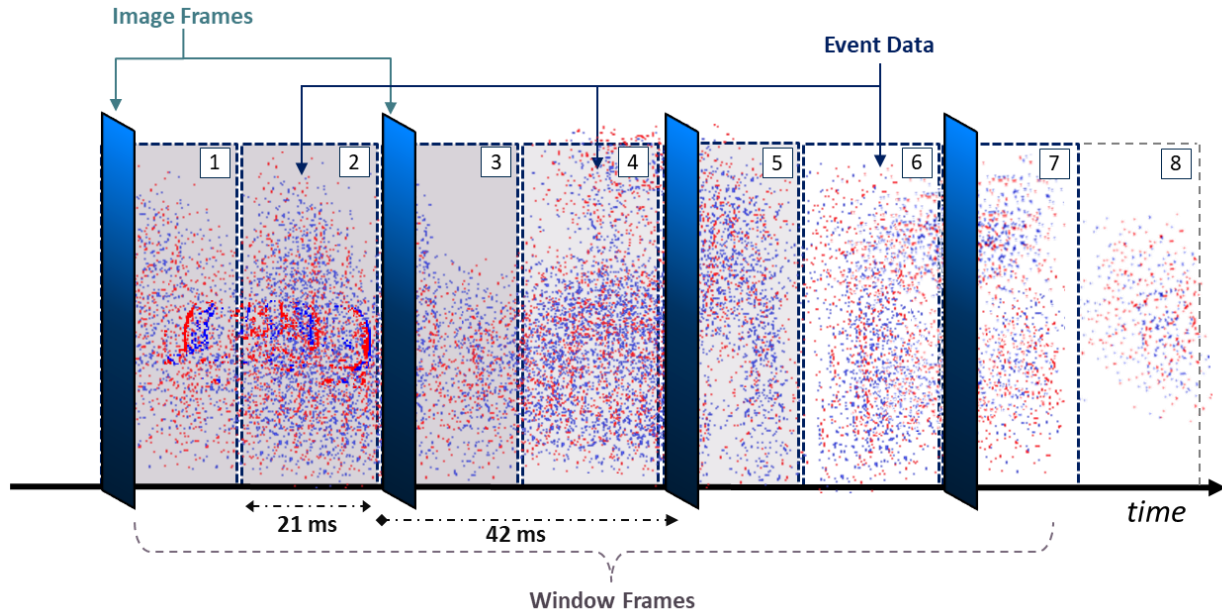 Image Frames
Event Data
1
2
3
4
5
6
7
8
time
21 ms
42 ms
Window Frames